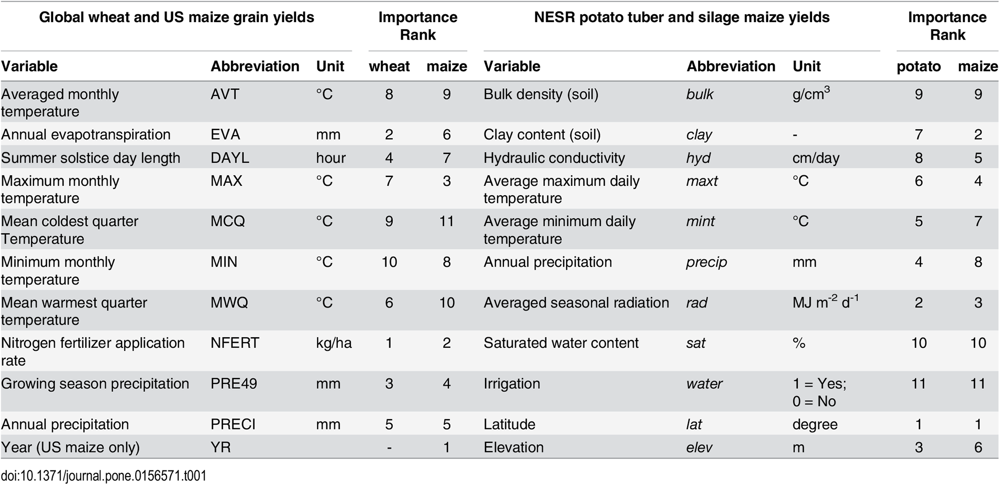 Global wheat and US maize grain yields Importance Rank NESR potato tuber and silage maize yields Importance Rank
Variable Abbreviation Unit wheat maize Variable Abbreviation Unit potato maize
Averaged monthly temperature AVT °C 8 9 Bulk density (soil) bulk g/cm3 9 9
Annual evapotranspiration EVA mm 2 6 Clay content (soil) clay - 7 2
Summer solstice day length DAYL hour 4 7 Hydraulic conductivity hyd cm/day 8 5
Maximum monthly temperature MAX °C 7 3 Average maximum daily temperature maxt °C 6 4
Mean coldest quarter Temperature MCQ °C 9 11 Average minimum daily temperature mint °C 5 7
Minimum monthly temperature MIN °C 10 8 Annual precipitation precip mm 4 8
Mean warmest quarter temperature MWQ °C 6 10 Averaged seasonal radiation rad MJ m-2 d-1 2 3
Nitrogen fertilizer application rate NFERT kg/ha 1 2 Saturated water content sat % 10 10
Growing season precipitation PRE49 mm 3 4 Irrigation water 1 = Yes; 0 = No 11 11
Annual precipitation PRECI mm 5 5 Latitude lat degree 1 1
Year (US maize only) YR - 1 Elevation elev m 3 6
doi:10.1371/journal.pone.0156571.t001